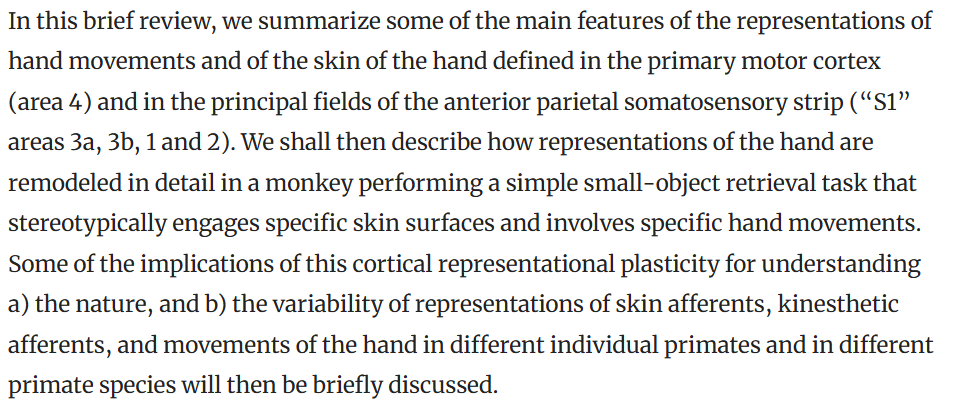 In this brief review, we summarize some of the main features of the representations of
hand movements and of the skin of the hand defined in the primary motor cortex
(area 4) and in the principal fields of the anterior parietal somatosensory strip (“S1”
areas 3a, 3b, 1 and 2). We shall then describe how representations of the hand are
remodeled in detail in a monkey performing a simple small-object retrieval task that
stereotypically engages specific skin surfaces and involves specific hand movements.
Some of the implications of this cortical representational plasticity for understanding
a) the nature, and b) the variability of representations of skin afferents, kinesthetic
afferents, and movements of the hand in different individual primates and in different
primate species will then be briefly discussed.